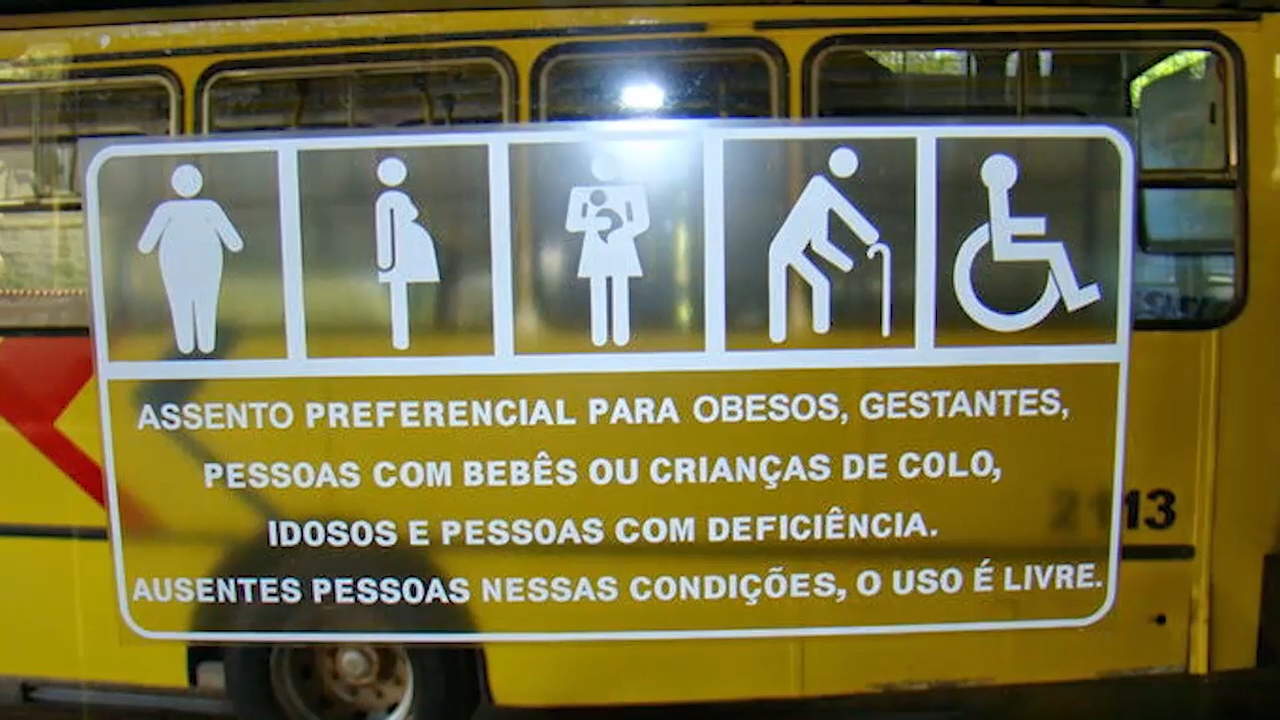 ASSENTO PREFERENCIAL PARA OBESOS, GESTANTES,
PESSOAS COM BEBÊS OU CRIANÇAS DE COLO,
IDOSOS E PESSOAS COM DEFICIÊNCIA.
AUSENTES PESSOAS NESSAS CONDIÇÕES, O USO É LIVRE.